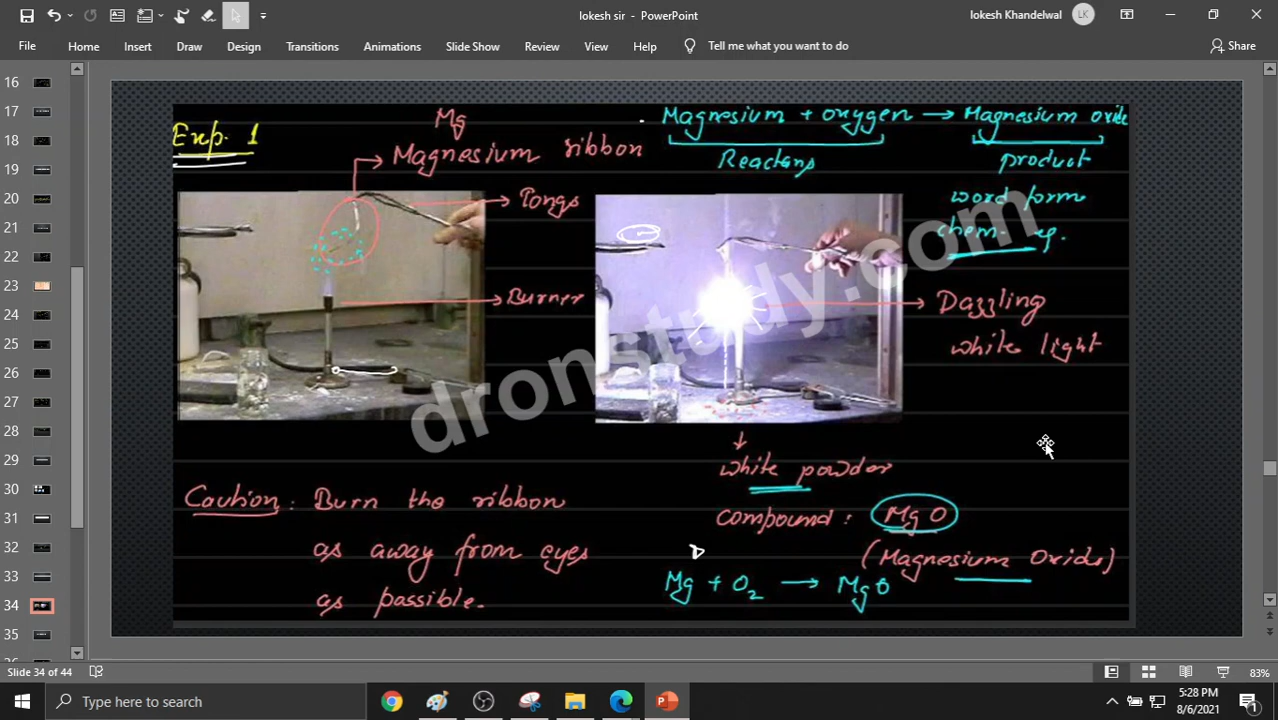 lokesh sir - PowerPoint
lokesh Khandelwal
LK
File Home Insert Draw Design Transitions Animations Slide Show Review View Help Tell me what you want to do Share
16
17
18
19
20
21
22
23
24
25
26
27
28
29
30
31
32
33
34
35
Exp. 1
Mg
Magnesium ribbon
Tongs
Burner
Magnesium + oxygen → Magnesium oxide
Reactans
product
word form
chem. eq.
Dazzling
white light
dronstudy.com
white powder
compound : MgO
(Magnesium Oxide)
Mg + O2 → MgO
Caution : Burn the ribbon
as away from eyes
as possible.
Slide 34 of 44
83%
Type here to search
5:28 PM
8/6/2021
1